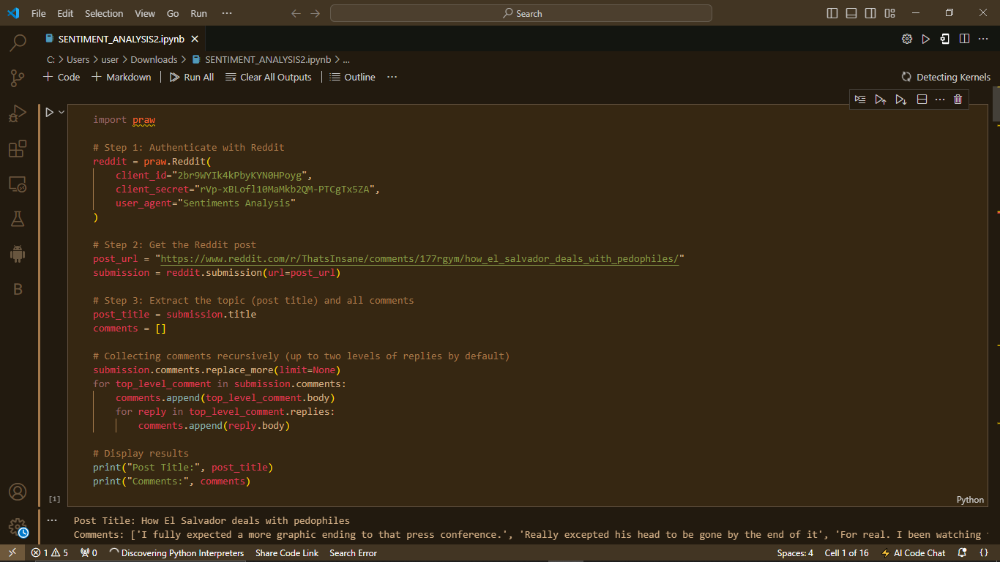 File Edit Selection View Go Run ··· Search
SENTIMENT_ANALYSIS2.ipynb
C: > Users > user > Downloads > SENTIMENT_ANALYSIS2.ipynb > ...
+ Code + Markdown | Run All Clear All Outputs | Outline ··· Detecting Kernels
import praw
# Step 1: Authenticate with Reddit
reddit = praw.Reddit(
    client_id="2br9WYIk4kPbyKYN0HPoyg",
    client_secret="rVp-xBLofl10MaMkb2QM-PTCgTx5ZA",
    user_agent="Sentiments Analysis"
)
# Step 2: Get the Reddit post
post_url = "https://www.reddit.com/r/ThatsInsane/comments/177rgym/how_el_salvador_deals_with_pedophiles/"
submission = reddit.submission(url=post_url)
# Step 3: Extract the topic (post title) and all comments
post_title = submission.title
comments = []
# Collecting comments recursively (up to two levels of replies by default)
submission.comments.replace_more(limit=None)
for top_level_comment in submission.comments:
    comments.append(top_level_comment.body)
    for reply in top_level_comment.replies:
        comments.append(reply.body)
# Display results
print("Post Title:", post_title)
print("Comments:", comments)
[1] Python
··· Post Title: How El Salvador deals with pedophiles
Comments: ['I fully expected a more graphic ending to that press conference.', 'Really excepted his head to be gone by the end of it', 'For real. I been watching
B
1 5 0 Discovering Python Interpreters Share Code Link Search Error Spaces: 4 Cell 1 of 16 AI Code Chat {}